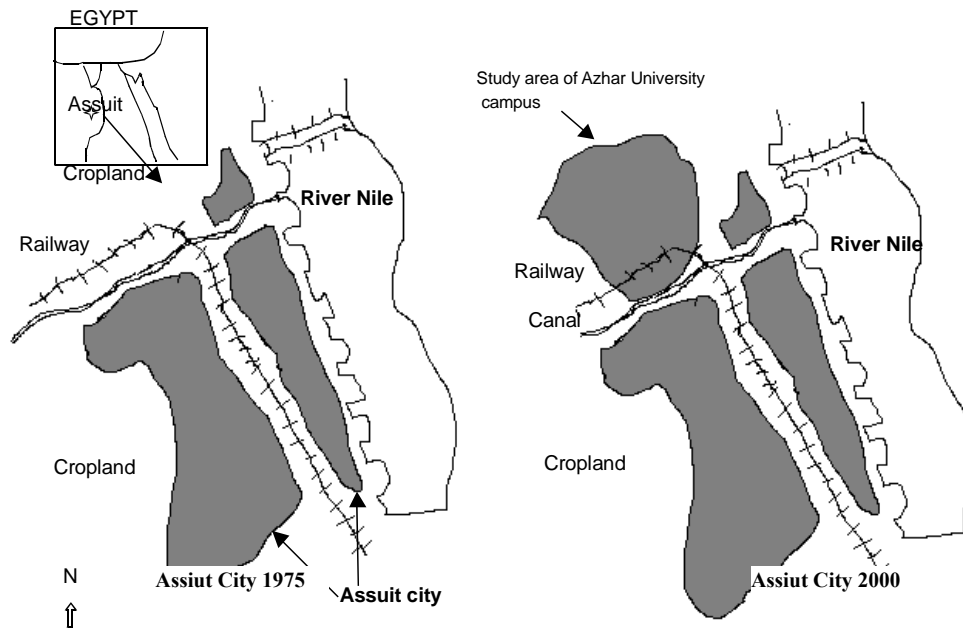 EGYPT
Assuit
Cropland
River Nile
Railway
Cropland
Assiut City 1975
Assuit city
N
Study area of Azhar University
campus
River Nile
Railway
Canal
Cropland
Assiut City 2000